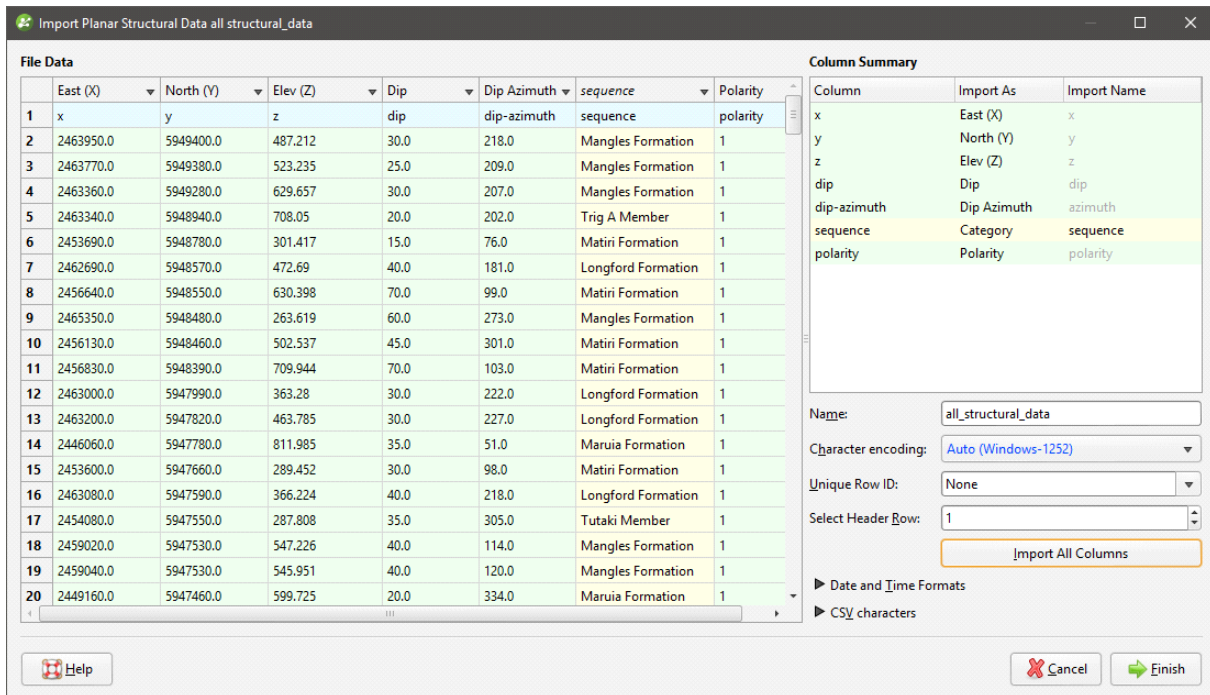 Import Planar Structural Data all structural_data
File Data
East (X) North (Y) Elev (Z) Dip Dip Azimuth sequence Polarity
1 x y z dip dip-azimuth sequence polarity
2 2463950.0 5949400.0 487.212 30.0 218.0 Mangles Formation 1
3 2463770.0 5949380.0 523.235 25.0 209.0 Mangles Formation 1
4 2463360.0 5949280.0 629.657 30.0 207.0 Mangles Formation 1
5 2463340.0 5948940.0 708.05 20.0 202.0 Trig A Member 1
6 2453690.0 5948780.0 301.417 15.0 76.0 Matiri Formation 1
7 2462690.0 5948570.0 472.69 40.0 181.0 Longford Formation 1
8 2456640.0 5948550.0 630.398 70.0 99.0 Matiri Formation 1
9 2465350.0 5948480.0 263.619 60.0 273.0 Mangles Formation 1
10 2456130.0 5948460.0 502.537 45.0 301.0 Matiri Formation 1
11 2456830.0 5948390.0 709.944 70.0 103.0 Matiri Formation 1
12 2463000.0 5947990.0 363.28 30.0 222.0 Longford Formation 1
13 2463200.0 5947820.0 463.785 30.0 227.0 Longford Formation 1
14 2446060.0 5947780.0 811.985 35.0 51.0 Maruia Formation 1
15 2453600.0 5947660.0 289.452 30.0 98.0 Matiri Formation 1
16 2463080.0 5947590.0 366.224 40.0 218.0 Longford Formation 1
17 2454080.0 5947550.0 287.808 35.0 305.0 Tutaki Member 1
18 2459020.0 5947530.0 547.226 40.0 114.0 Mangles Formation 1
19 2459040.0 5947530.0 545.951 40.0 120.0 Mangles Formation 1
20 2449160.0 5947460.0 599.725 20.0 334.0 Maruia Formation 1
Column Summary
Column Import As Import Name
x East (X) x
y North (Y) y
z Elev (Z) z
dip Dip dip
dip-azimuth Dip Azimuth azimuth
sequence Category sequence
polarity Polarity polarity
Name: all_structural_data
Character encoding: Auto (Windows-1252)
Unique Row ID: None
Select Header Row: 1
Import All Columns
Date and Time Formats
CSV characters
Help
Cancel
Finish